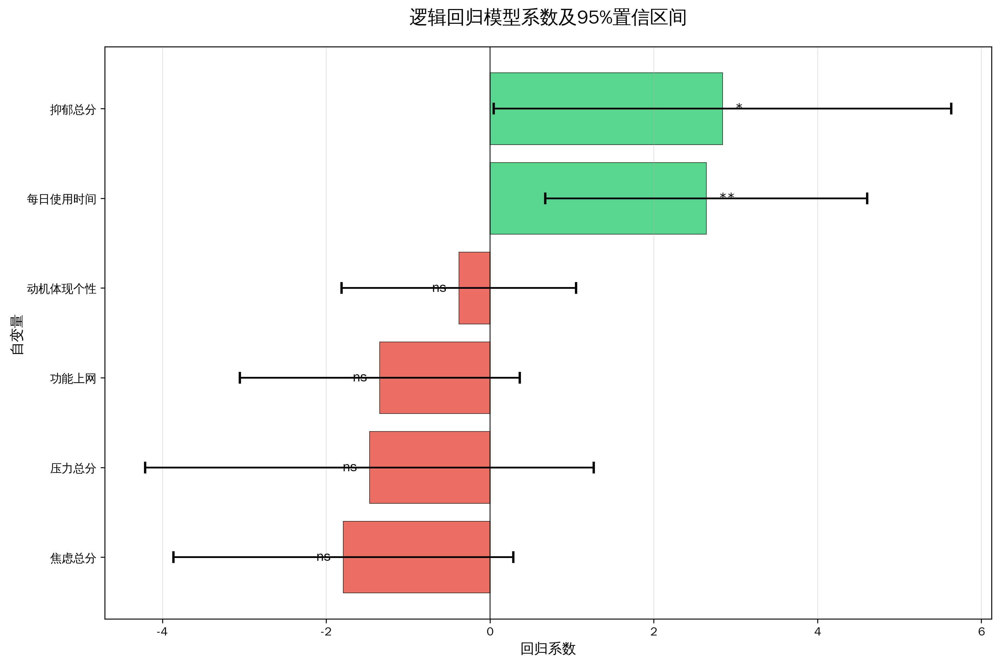 逻辑回归模型系数及95%置信区间
抑郁总分
*
每日使用时间
**
动机体现个性
ns
自变量
功能上网
ns
压力总分
ns
焦虑总分
ns
-4
-2
0
2
4
6
回归系数